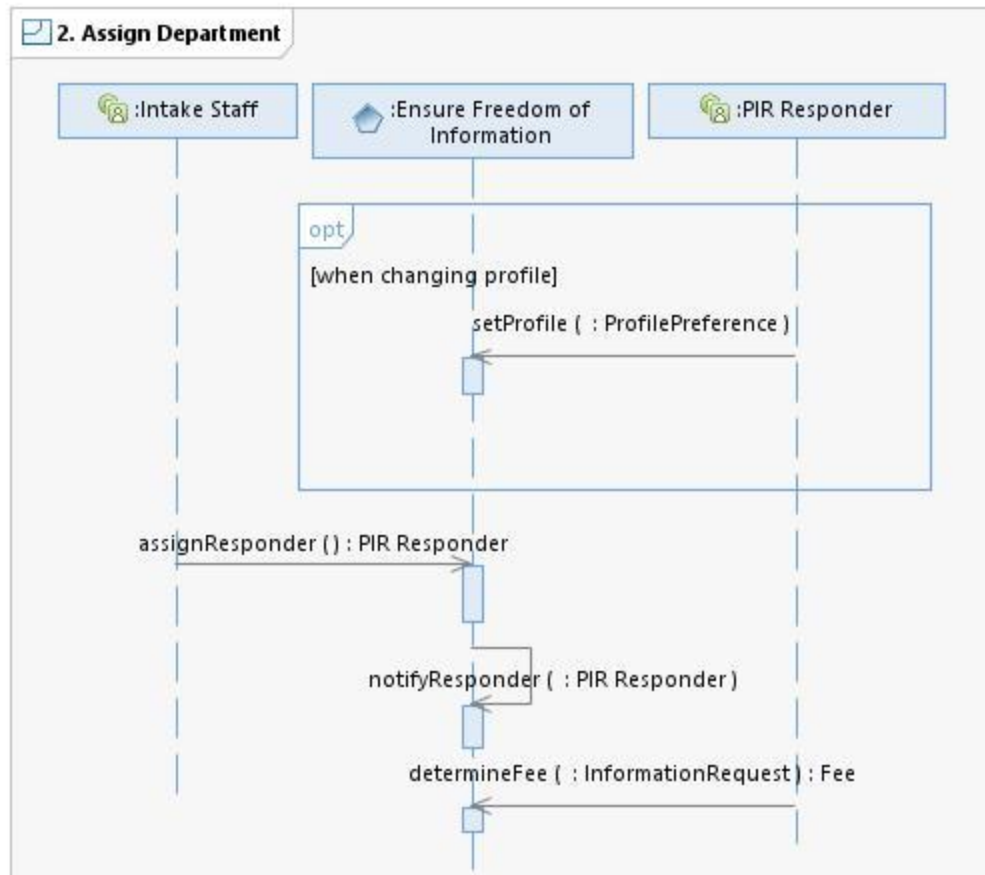 2. Assign Department
:Intake Staff
:Ensure Freedom of
Information
:PIR Responder
opt
[when changing profile]
setProfile ( : ProfilePreference )
assignResponder () : PIR Responder
notifyResponder ( : PIR Responder )
determineFee ( : InformationRequest ) : Fee